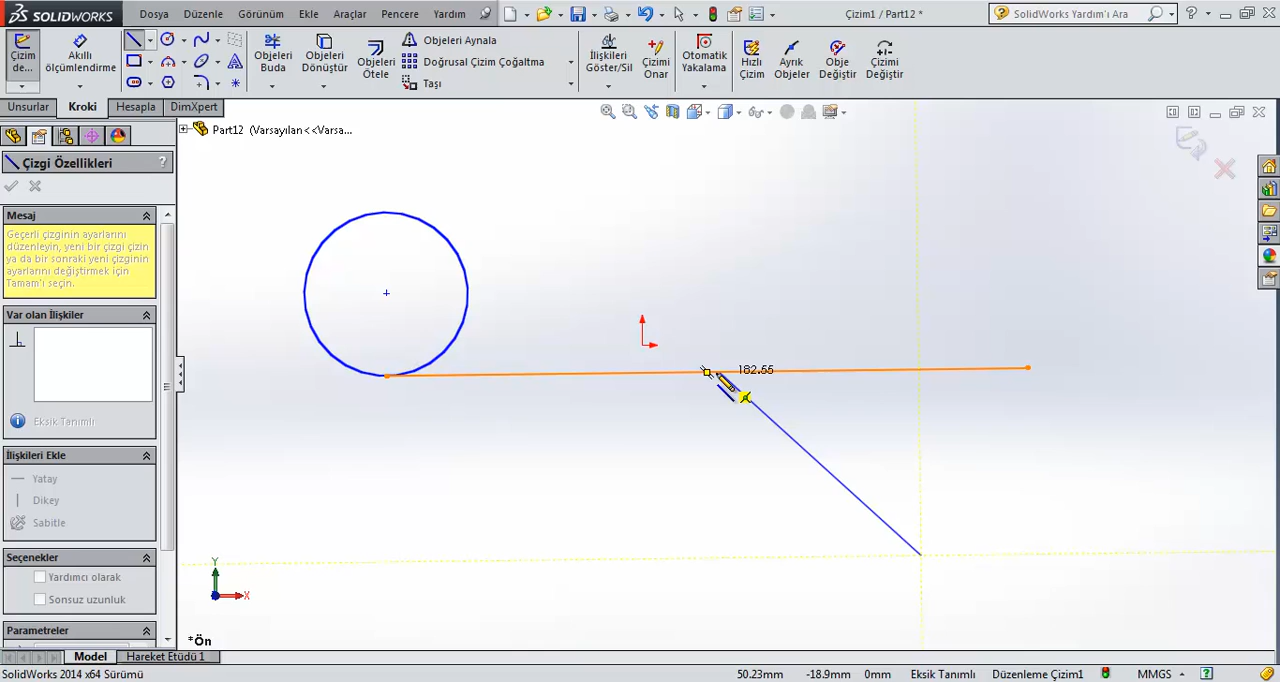 SOLIDWORKS
Dosya Düzenle Görünüm Ekle Araçlar Pencere Yardım
Çizim1 / Part12 *
SolidWorks Yardım'ı Ara
Çizim de...
Akıllı ölçümlendirme
Objeleri Buda
Objeleri Dönüştür
Objeleri Ötele
Objeleri Aynala
Doğrusal Çizim Çoğaltma
Taşı
İlişkileri Göster/Sil
Çizimi Onar
Otomatik Yakalama
Hızlı Çizim
Ayrık Objeler
Obje Değiştir
Çizimi Değiştir
Unsurlar Kroki Hesapla DimXpert
Part12 (Varsayılan<<Varsa...
Çizgi Özellikleri ?
Mesaj
Geçerli çizginin ayarlarını
düzenleyin, yeni bir çizgi çizin
ya da bir sonraki yeni çizginin
ayarlarını değiştirmek için
Tamam'ı seçin.
Var olan İlişkiler
Eksik Tanımlı
İlişkileri Ekle
Yatay
Dikey
Sabitle
Seçenekler
Yardımcı olarak
Sonsuz uzunluk
Parametreler
182.55
Y
X
*Ön
Model Hareket Etüdü 1
SolidWorks 2014 x64 Sürümü
50.23mm -18.9mm 0mm Eksik Tanımlı Düzenleme Çizim1 MMGS ?